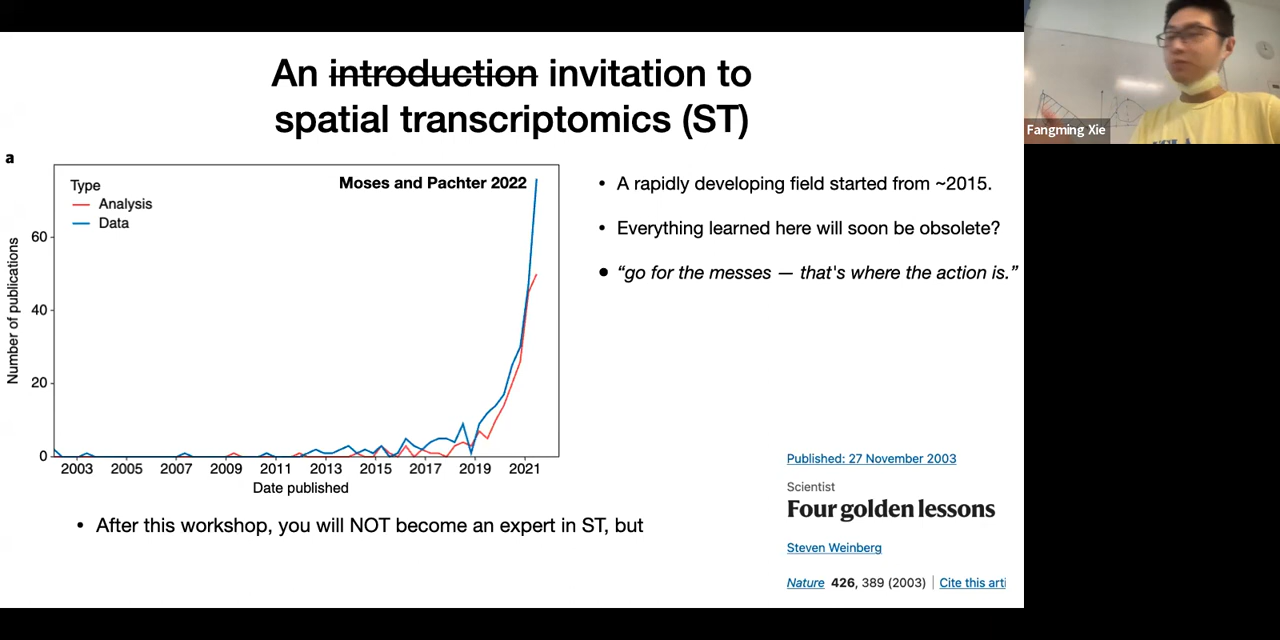 An introduction invitation to
spatial transcriptomics (ST)
a
Moses and Pachter 2022
Type
Analysis
Data
Number of publications
60
40
20
0
2003 2005 2007 2009 2011 2013 2015 2017 2019 2021
Date published
• A rapidly developing field started from ~2015.
• Everything learned here will soon be obsolete?
• “go for the messes — that's where the action is.”
• After this workshop, you will NOT become an expert in ST, but
Published: 27 November 2003
Scientist
Four golden lessons
Steven Weinberg
Nature 426, 389 (2003) | Cite this arti
Fangming Xie